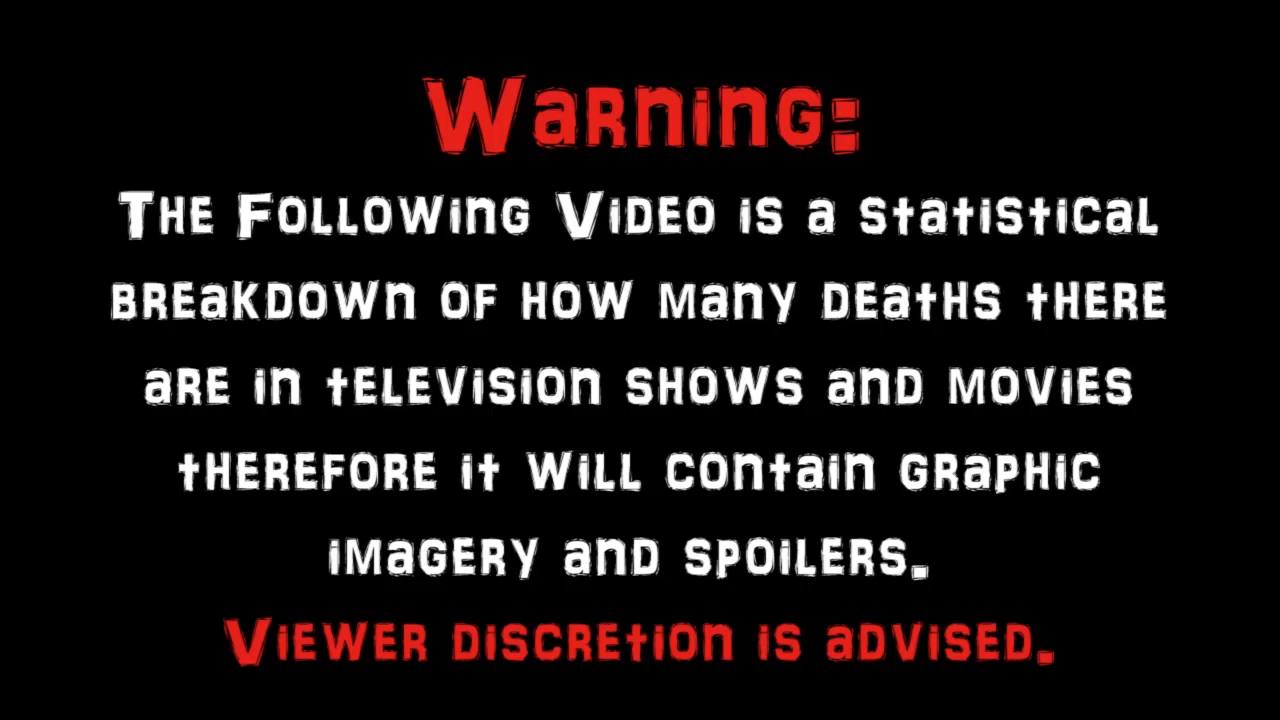 Warning:
The Following Video is a statistical
breakdown of how many deaths there
are in television shows and movies
therefore it will contain graphic
imagery and spoilers.
Viewer discretion is advised.